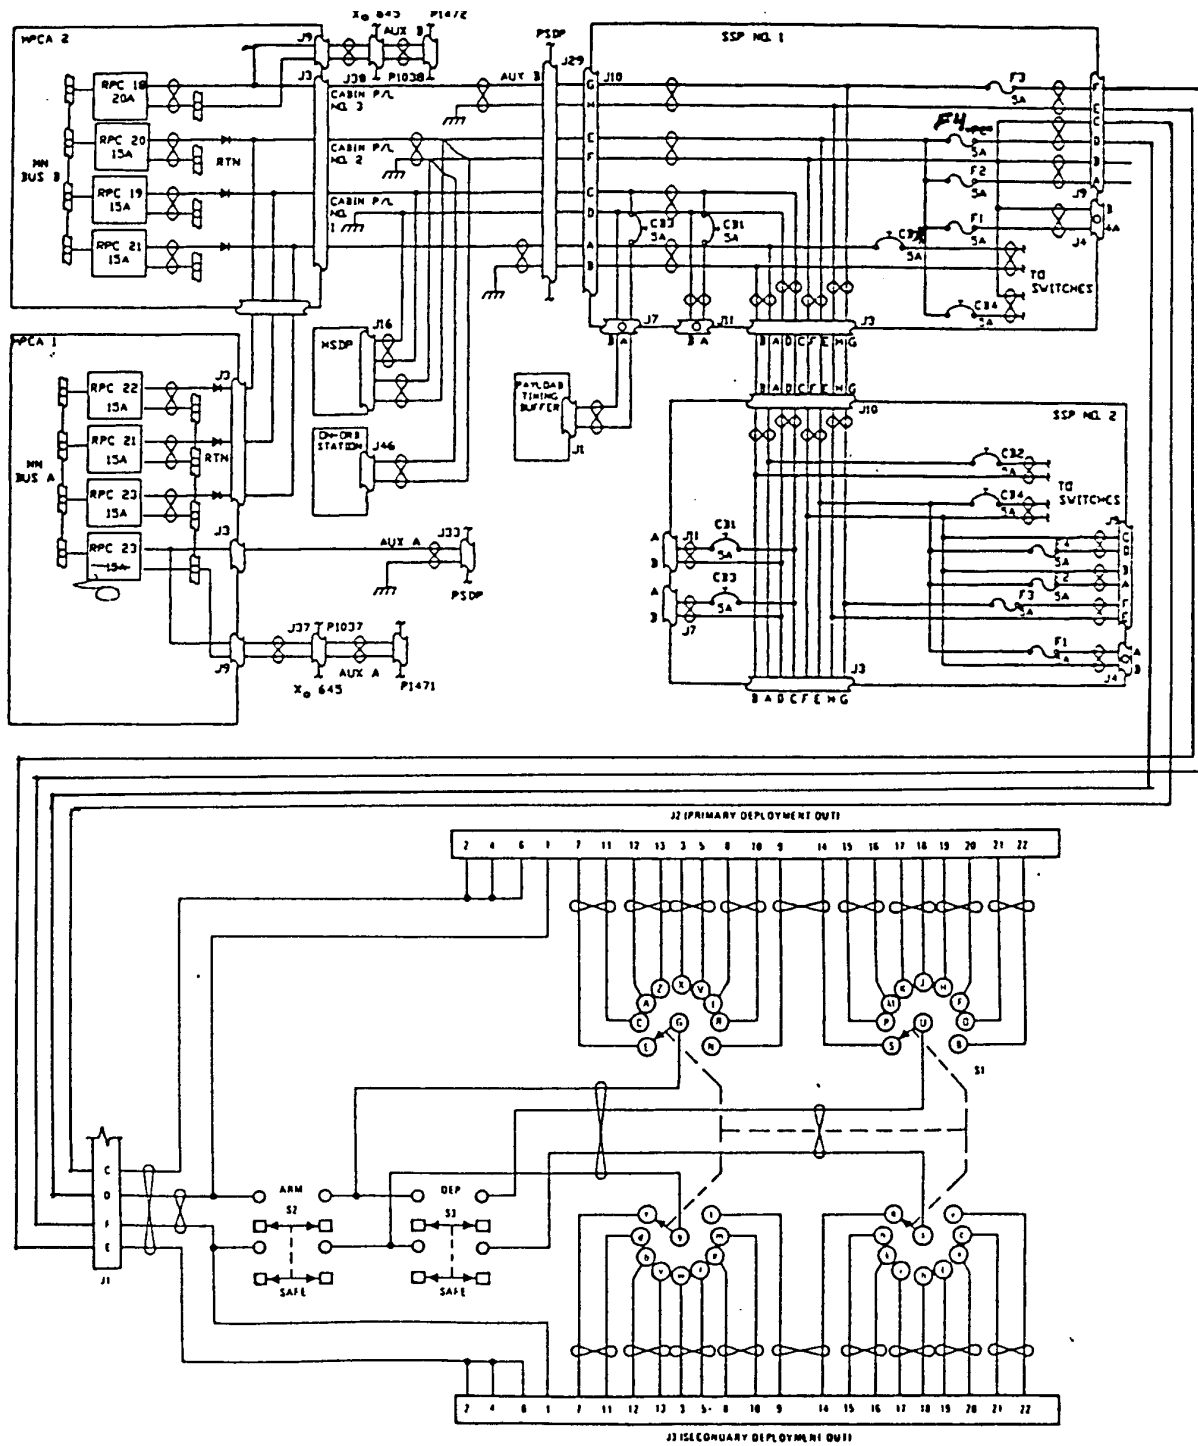 MPCA 2
J9
X₀ 645
P1472
AUX B
J38
P1038
PSDP
SSP NO. 1
RPC 18
20A
J3
CABIN P/L
NO. 3
AUX B
J29
J10
G
H
F3
5A
F
E
C
RPC 20
15A
RTN
CABIN P/L
NO. 2
E
F
F4
5A
D
B
MN
BUS B
RPC 19
15A
CABIN P/L
NO.
1
C
D
CB3
5A
CB1
5A
F2
5A
A
J9
RPC 21
15A
A
B
5A
F1
5A
B
4A
J4
TO
SWITCHES
CB4
5A
J7
J11
J3
B A
B A
B A D C F E H G
MPCA 1
J16
MSDP
J3
RPC 22
15A
PAYLOAD
TIMING
BUFFER
J1
B A D C F E H G
J10
SSP NO. 2
MN
BUS A
RPC 21
15A
RTN
ON-ORB
STATION
J46
CB2
5A
TO
SWITCHES
RPC 23
15A
CB4
5A
J3
RPC 23
15A
AUX A
J33
PSDP
A
B
J11
CB1
5A
C
D
5A
B
A
5A
A
B
J7
CB3
5A
F3
5A
F
E
J9
J37
P1037
AUX A
P1471
X₀ 645
F1
A
B
J4
J3
B A D C F E H G
J2 (PRIMARY DEPLOYMENT OUT)
2 4 6 1 7 11 12 13 3 5 8 10 9 14 15 16 17 18 19 20 21 22
Z X V
A
C R
E G N
M K J H F
P D
S U B
S1
C
D
F
E
J1
ARM
S2
SAFE
DEP
S3
SAFE
2 4 6 1 7 11 12 13 3 5 8 10 9 14 15 16 17 18 19 20 21 22
J3 (SECONDARY DEPLOYMENT OUT)